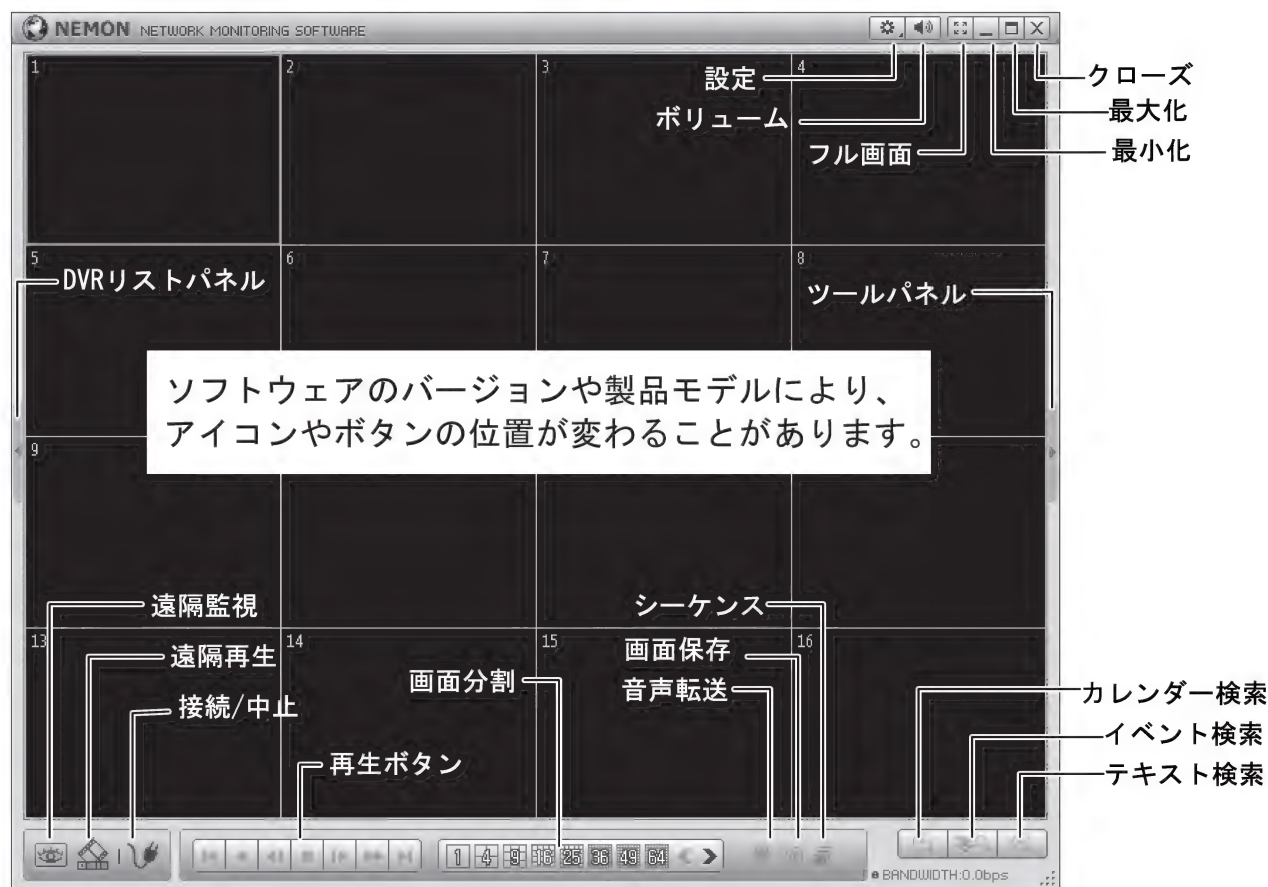 NEMON NETWORK MONITORING SOFTWARE
1
2
3
4
設定
クローズ
ボリューム
最大化
フル画面
最小化
5
6
7
8
DVRリストパネル
ツールパネル
ソフトウェアのバージョンや製品モデルにより、
アイコンやボタンの位置が変わることがあります。
9
遠隔監視
シーケンス
13
14
15
16
遠隔再生
画面保存
画面分割
音声転送
接続/中止
カレンダー検索
イベント検索
再生ボタン
テキスト検索
1 4 9 16 25 36 49 64
BANDWIDTH:0.0bps